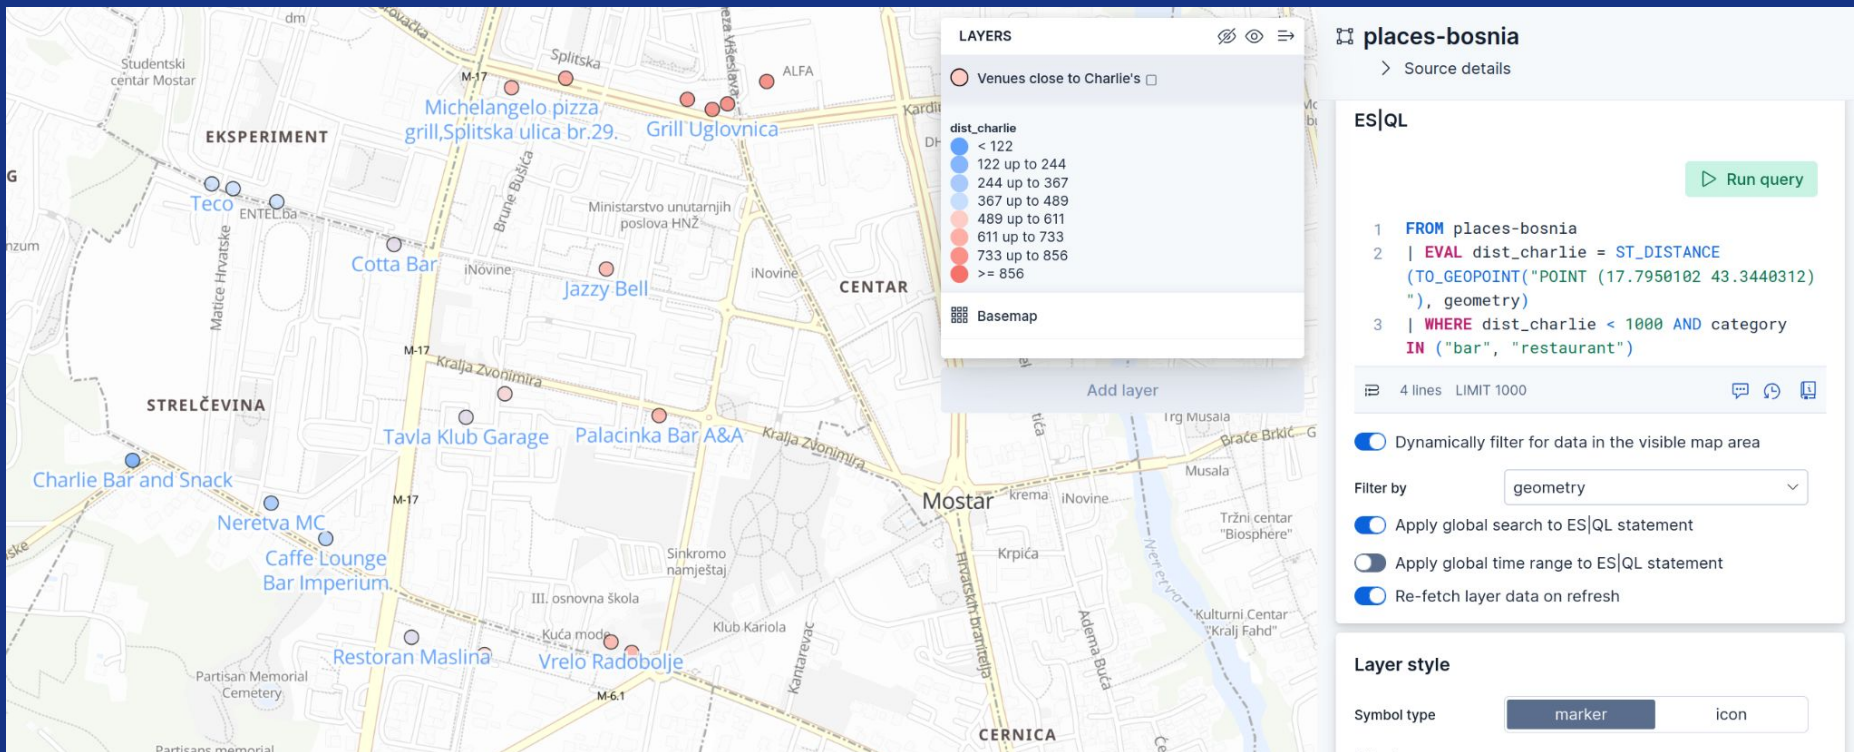 dm
Splitska
Studentski
centar Mostar
M-17
ALFA
Michelangelo pizza
grill,Splitska ulica br.29.
Grill Uglovnica
EKSPERIMENT
G
Teco
ENTEL.ba
Brune Bušića
Ministarstvo unutarnjih
poslova HNŽ
nzum
Matice Hrvatske
Cotta Bar
iNovine
Jazzy Bell
iNovine
CENTAR
M-17
Kralja Zvonimira
STRELČEVINA
Tavla Klub Garage
Palacinka Bar A&A
Kralja Zvonimira
Trg Musala
Braće Brkić
Charlie Bar and Snack
M-17
Musala
Neretva MC
Mostar
krema
iNovine
Tržni centar
"Biosphere"
Caffe Lounge
Bar Imperium
Sinkromo
namještaj
Krpića
Neretva
III. osnovna škola
Hrvatskih branitelja
Kulturni Centar
"Kralj Fahd"
Klub Kariola
Kuća mode
Kantarevac
Adema Buća
Restoran Maslina
Vrelo Radobolje
Partisan Memorial
Cemetery
M-6.1
CERNICA
Partisans memorial
LAYERS
Venues close to Charlie's
dist_charlie
< 122
122 up to 244
244 up to 367
367 up to 489
489 up to 611
611 up to 733
733 up to 856
>= 856
Basemap
Add layer
places-bosnia
Source details
ES|QL
Run query
1 FROM places-bosnia
2 | EVAL dist_charlie = ST_DISTANCE
(TO_GEOPOINT("POINT (17.7950102 43.3440312)
"), geometry)
3 | WHERE dist_charlie < 1000 AND category
IN ("bar", "restaurant")
4 lines LIMIT 1000
Dynamically filter for data in the visible map area
Filter by geometry
Apply global search to ES|QL statement
Apply global time range to ES|QL statement
Re-fetch layer data on refresh
Layer style
Symbol type marker icon